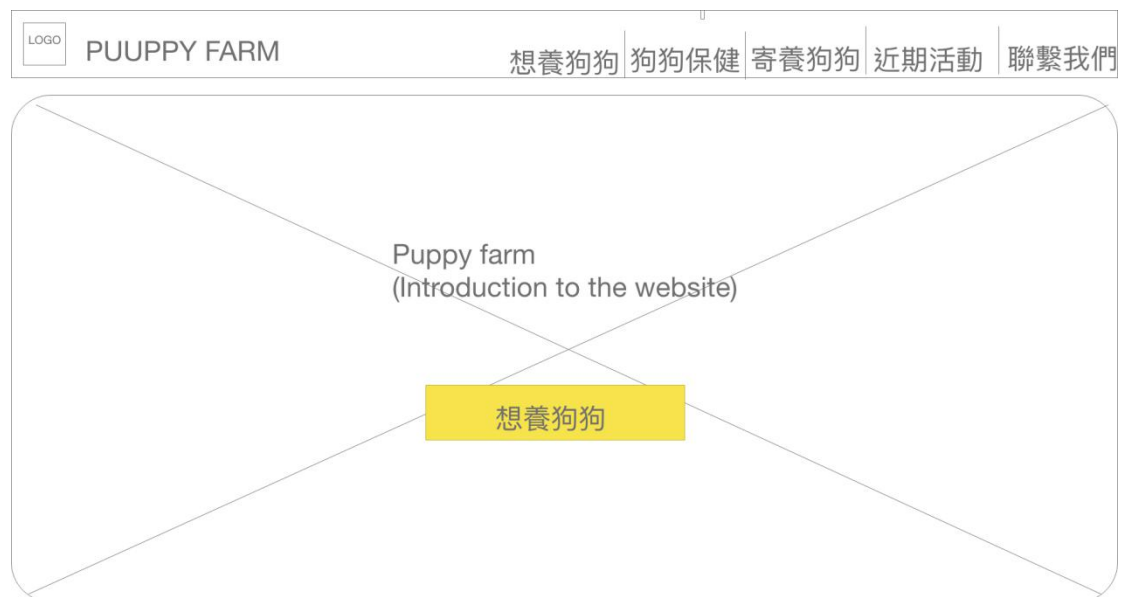 LOGO
PUUPPY FARM
想養狗狗 狗狗保健 寄養狗狗 近期活動 聯繫我們
Puppy farm
(Introduction to the website)
想養狗狗